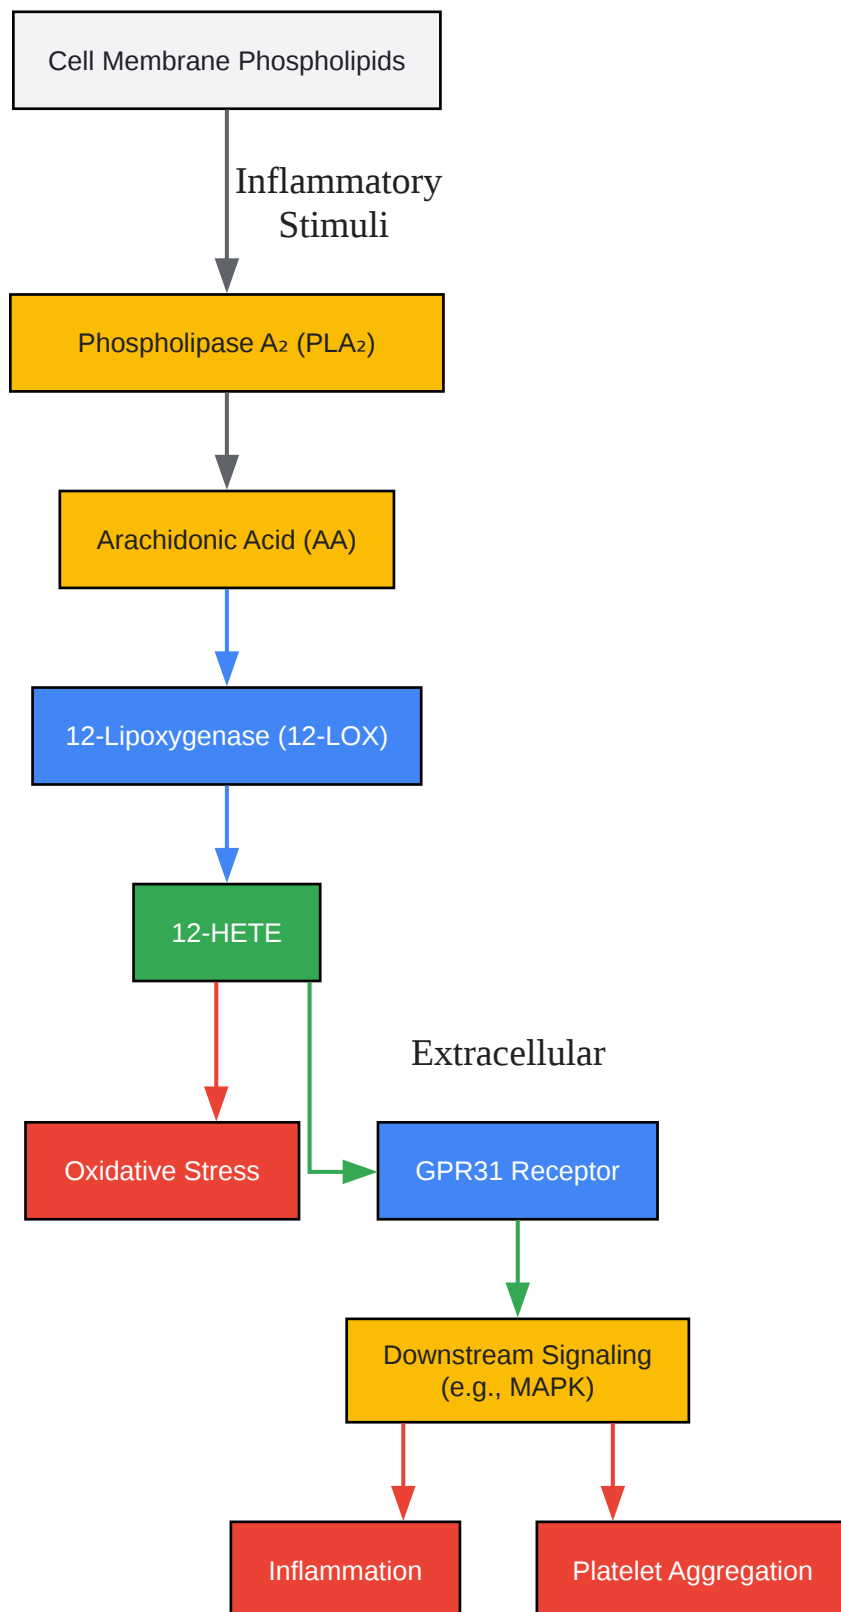 Cell Membrane Phospholipids
Inflammatory
Stimuli
Phospholipase A₂ (PLA₂)
Arachidonic Acid (AA)
12-Lipoxygenase (12-LOX)
12-HETE
Extracellular
Oxidative Stress
GPR31 Receptor
Downstream Signaling
(e.g., MAPK)
Inflammation
Platelet Aggregation